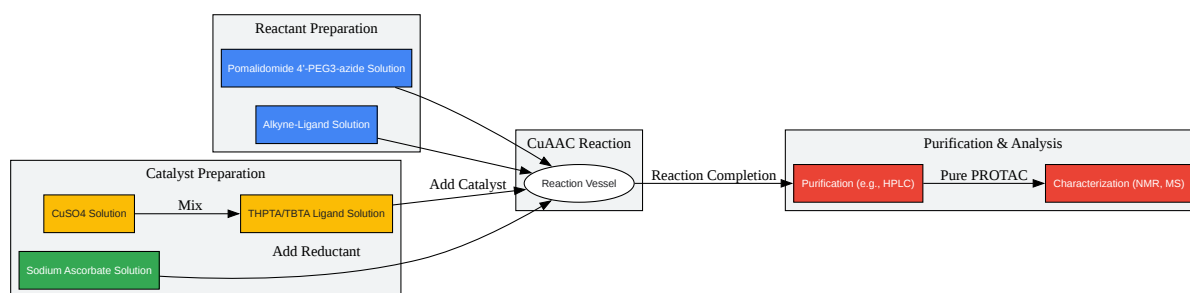 Reactant Preparation
Pomalidomide 4'-PEG3-azide Solution
Alkyne-Ligand Solution
Catalyst Preparation
CuSO4 Solution
Mix
THPTA/TBTA Ligand Solution
Sodium Ascorbate Solution
Add Catalyst
Add Reductant
CuAAC Reaction
Reaction Vessel
Reaction Completion
Purification & Analysis
Purification (e.g., HPLC)
Pure PROTAC
Characterization (NMR, MS)